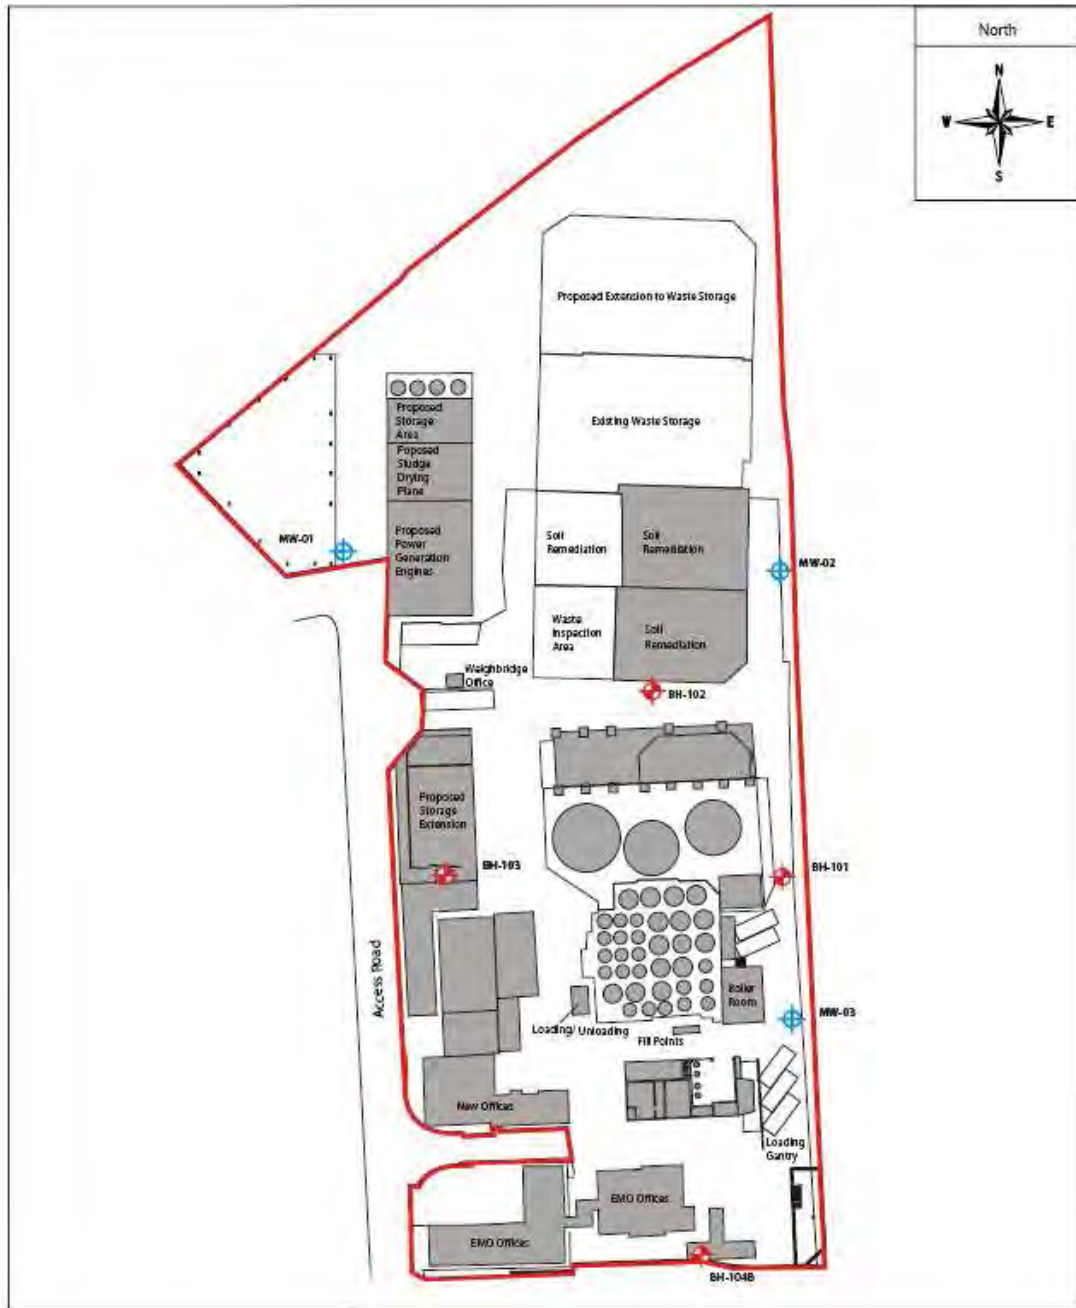 North
N
W
E
S
Proposed Extension to Waste Storage
Existing Waste Storage
Proposed
Storage
Area
Poposed
Sludge
Drying
Plane
Proposed
Power
Generation
Engines
MW-01
Soil
Remediation
Soil
Remediation
MW-02
Waste
Inspection
Area
Soil
Remediation
Weighbridge
Office
BH-102
Proposed
Storage
Extension
BH-103
BH-101
Access Road
Boiler
Room
MW-03
Loading/ Unloading
Fill Points
New Offices
Loading
Gantry
EMO Offices
EMO Offices
BH-104B